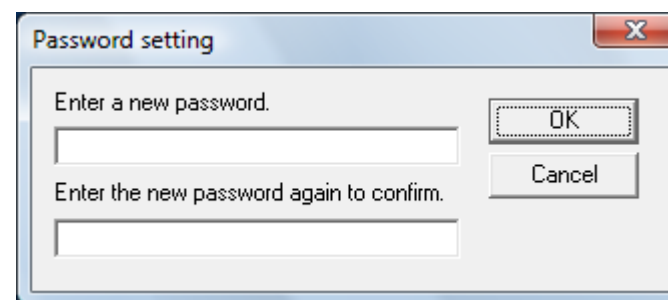 Password setting
Enter a new password.
OK
Cancel
Enter the new password again to confirm.